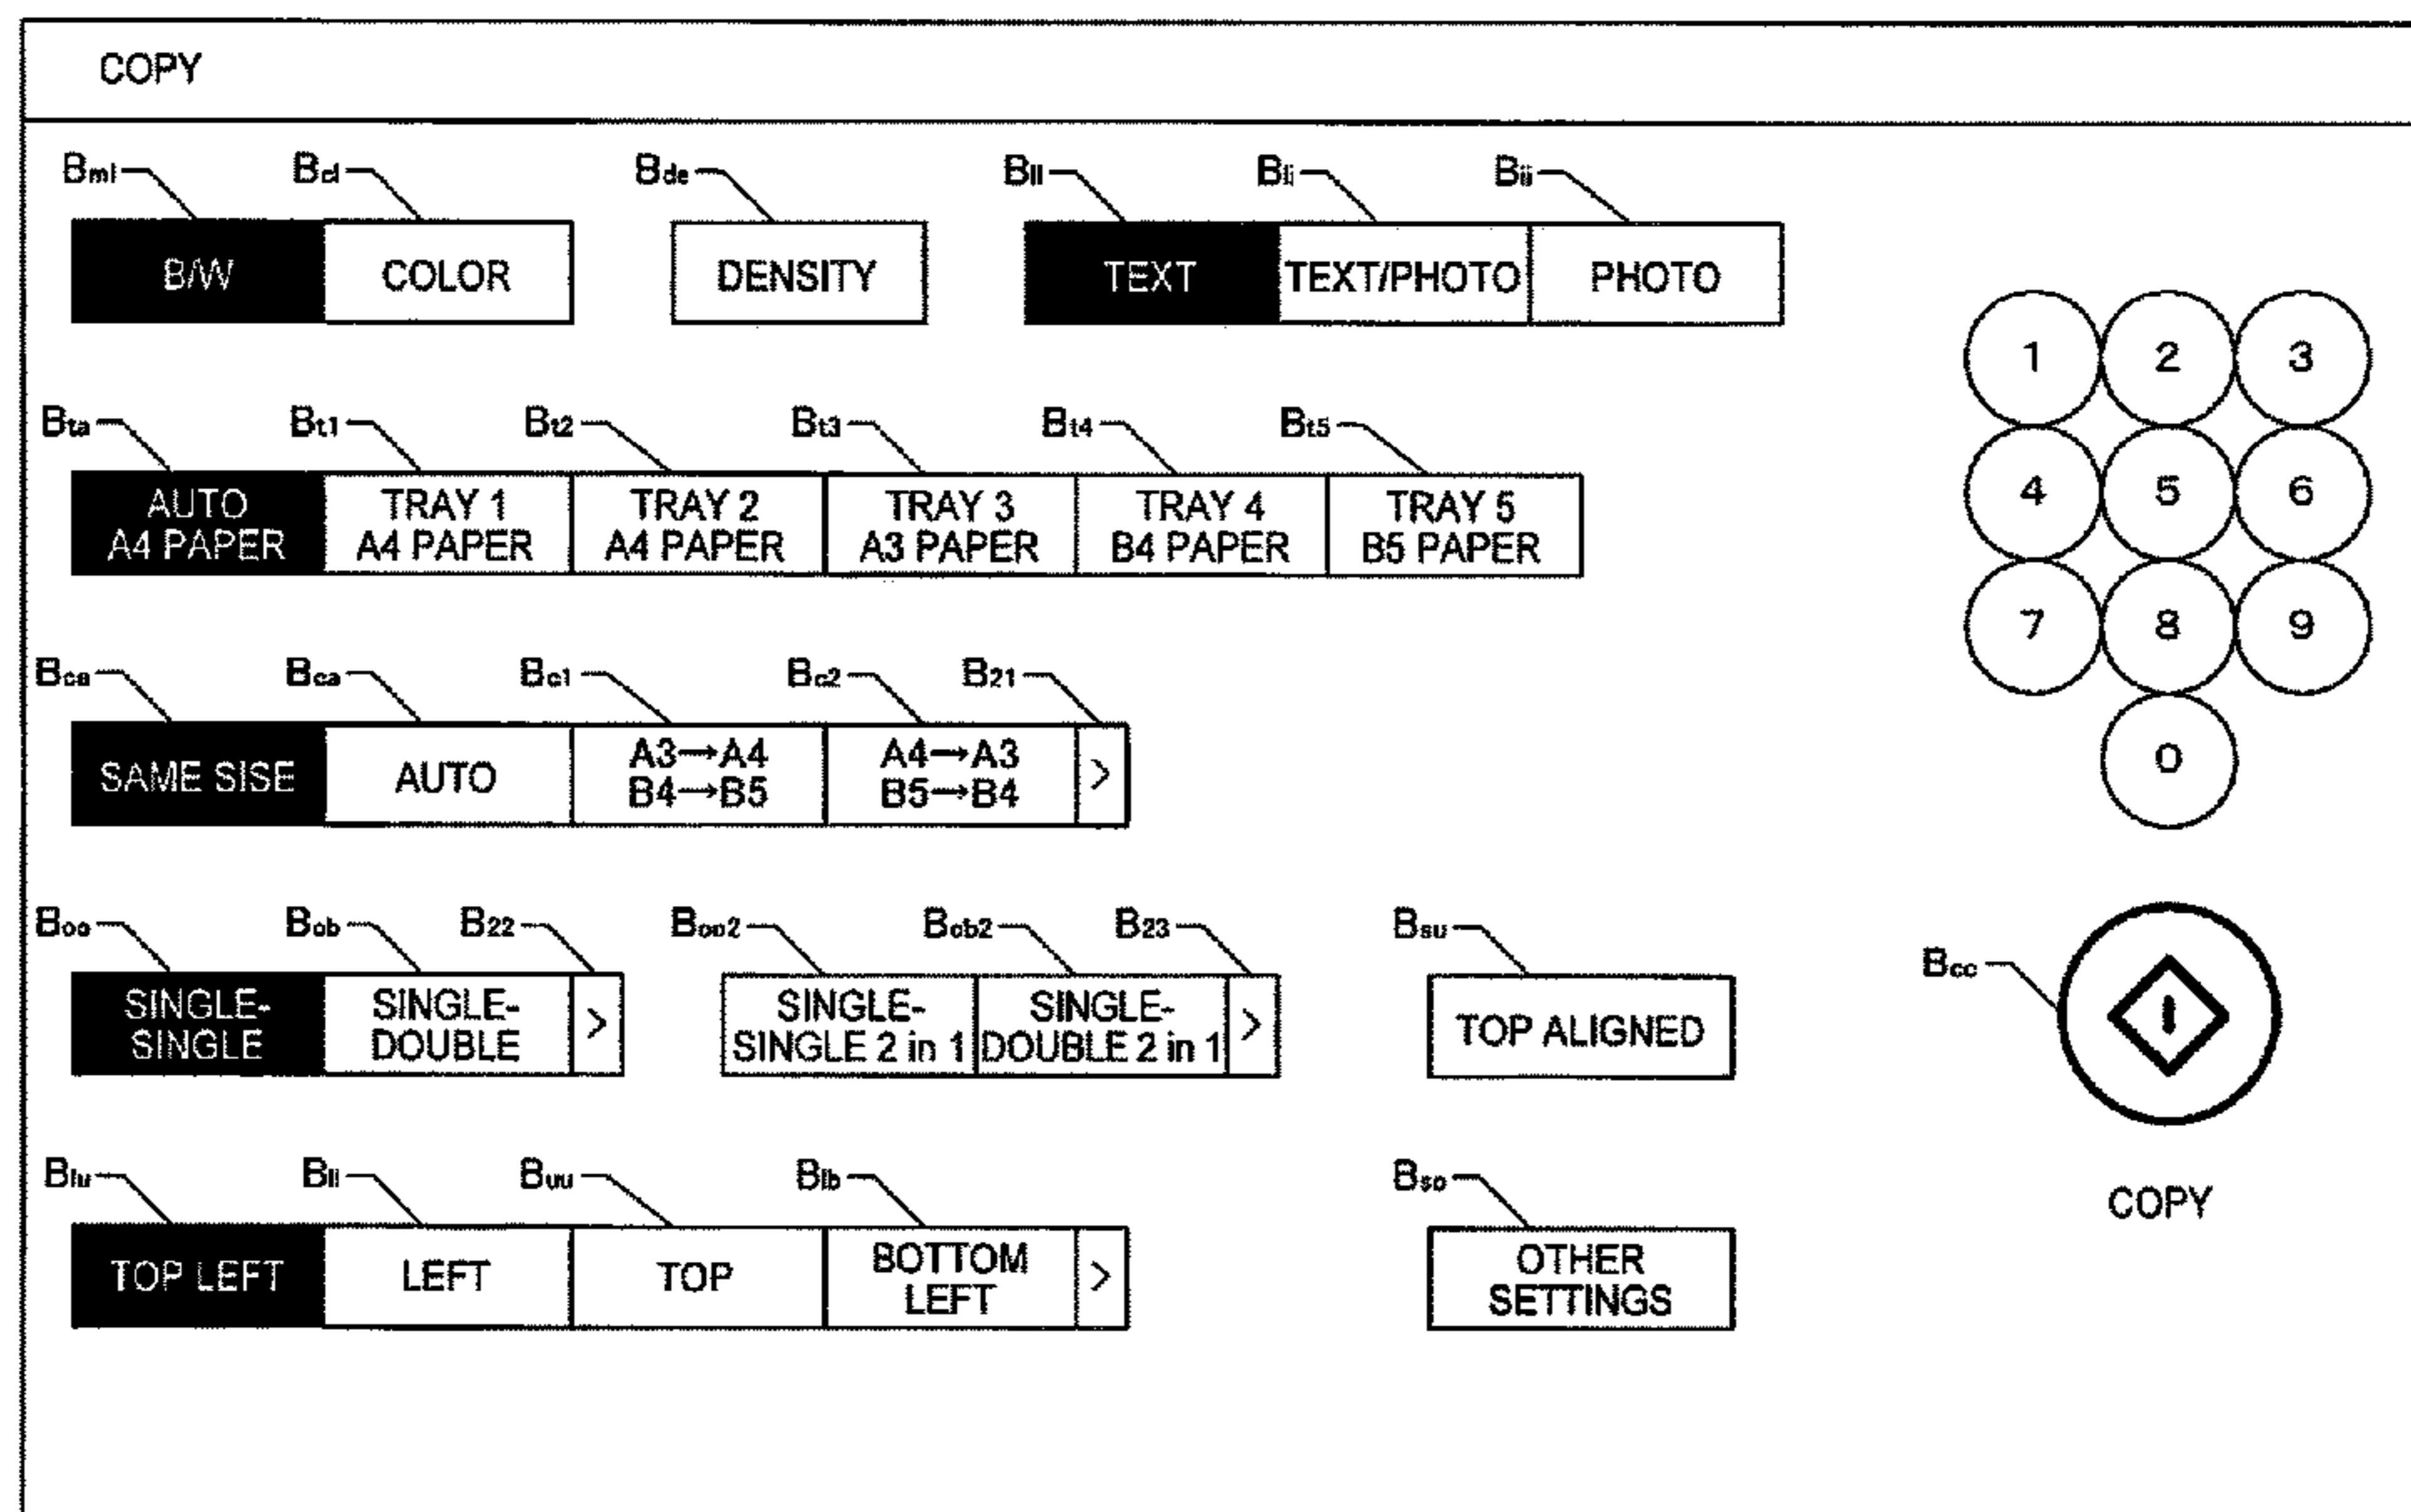 COPY
Bml Bcl Bde Bll Bli Bii
B/W COLOR DENSITY TEXT TEXT/PHOTO PHOTO
1 2 3
Bta Bt1 Bt2 Bt3 Bt4 Bt5
AUTO TRAY 1 TRAY 2 TRAY 3 TRAY 4 TRAY 5
A4 PAPER A4 PAPER A4 PAPER A3 PAPER B4 PAPER B5 PAPER
4 5 6
7 8 9
Bca Bc1 Bc2 B21
SAME SISE AUTO A3→A4 A4→A3 >
B4→B5 B5→B4
0
Bob B22 Boo2 Bob2 B23 Bsu Bcc
SINGLE- SINGLE- > SINGLE- SINGLE- > TOP ALIGNED
SINGLE DOUBLE SINGLE 2 in 1 DOUBLE 2 in 1
Blu Bll Buu Blb Bso
COPY
TOP LEFT LEFT TOP BOTTOM > OTHER
LEFT SETTINGS